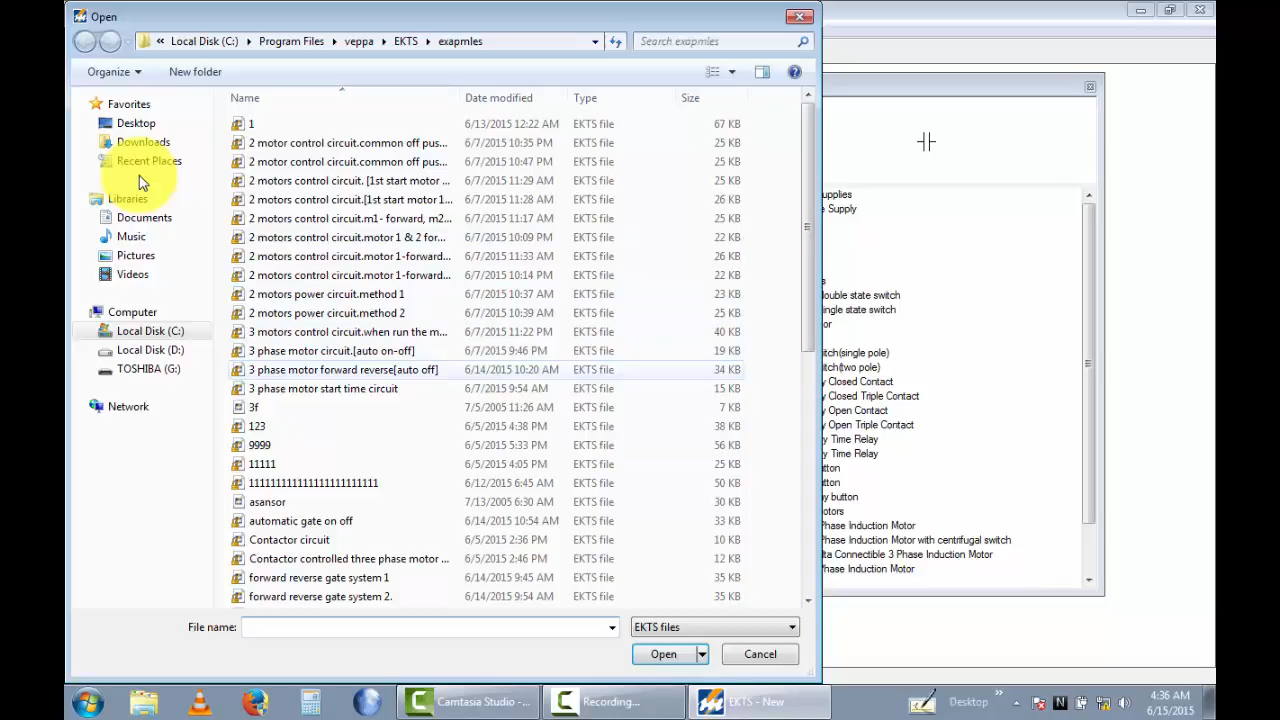 Open
Local Disk (C:) Program Files veppa EKTS exapmles
Search exapmles
Organize New folder
Name Date modified Type Size
Favorites
Desktop
Downloads
Recent Places
Libraries
Documents
Music
Pictures
Videos
Computer
Local Disk (C:)
Local Disk (D:)
TOSHIBA (G:)
Network
1 6/13/2015 12:22 AM EKTS file 67 KB
2 motor control circuit.common off pus... 6/7/2015 10:35 PM EKTS file 25 KB
2 motor control circuit.common off pus... 6/7/2015 10:47 PM EKTS file 25 KB
2 motors control circuit. [1st start motor ... 6/7/2015 11:29 AM EKTS file 25 KB
2 motors control circuit.[1st start motor 1... 6/7/2015 11:28 AM EKTS file 26 KB
2 motors control circuit.m1- forward, m2... 6/7/2015 11:17 AM EKTS file 25 KB
2 motors control circuit.motor 1 & 2 for... 6/7/2015 10:09 PM EKTS file 22 KB
2 motors control circuit.motor 1-forward... 6/7/2015 11:33 AM EKTS file 26 KB
2 motors control circuit.motor 1-forward... 6/7/2015 10:14 PM EKTS file 22 KB
2 motors power circuit.method 1 6/7/2015 10:37 AM EKTS file 23 KB
2 motors power circuit.method 2 6/7/2015 10:39 AM EKTS file 25 KB
3 motors control circuit.when run the m... 6/7/2015 11:22 PM EKTS file 40 KB
3 phase motor circuit.[auto on-off] 6/7/2015 9:46 PM EKTS file 19 KB
3 phase motor forward reverse[auto off] 6/14/2015 10:20 AM EKTS file 34 KB
3 phase motor start time circuit 6/7/2015 9:54 AM EKTS file 15 KB
3f 7/5/2005 11:26 AM EKTS file 7 KB
123 6/5/2015 4:38 PM EKTS file 38 KB
9999 6/5/2015 5:33 PM EKTS file 56 KB
11111 6/5/2015 4:05 PM EKTS file 25 KB
6/12/2015 6:45 AM EKTS file 50 KB
asansor 7/13/2005 6:30 AM EKTS file 30 KB
automatic gate on off 6/14/2015 10:54 AM EKTS file 33 KB
Contactor circuit 6/5/2015 2:36 PM EKTS file 10 KB
Contactor controlled three phase motor ... 6/5/2015 2:46 PM EKTS file 12 KB
forward reverse gate system 1 6/14/2015 9:45 AM EKTS file 35 KB
forward reverse gate system 2. 6/14/2015 9:54 AM EKTS file 35 KB
File name: EKTS files
Open Cancel
upplies
e Supply
s
ouble state switch
ingle state switch
or
itch(single pole)
itch(two pole)
y Closed Contact
y Closed Triple Contact
y Open Contact
y Open Triple Contact
y Time Relay
y Time Relay
utton
utton
y button
otors
Phase Induction Motor
Phase Induction Motor with centrifugal switch
lta Connectible 3 Phase Induction Motor
Phase Induction Motor
Camtasia Studio -...
Recording...
EKTS - New
Desktop
4:36 AM
6/15/2015